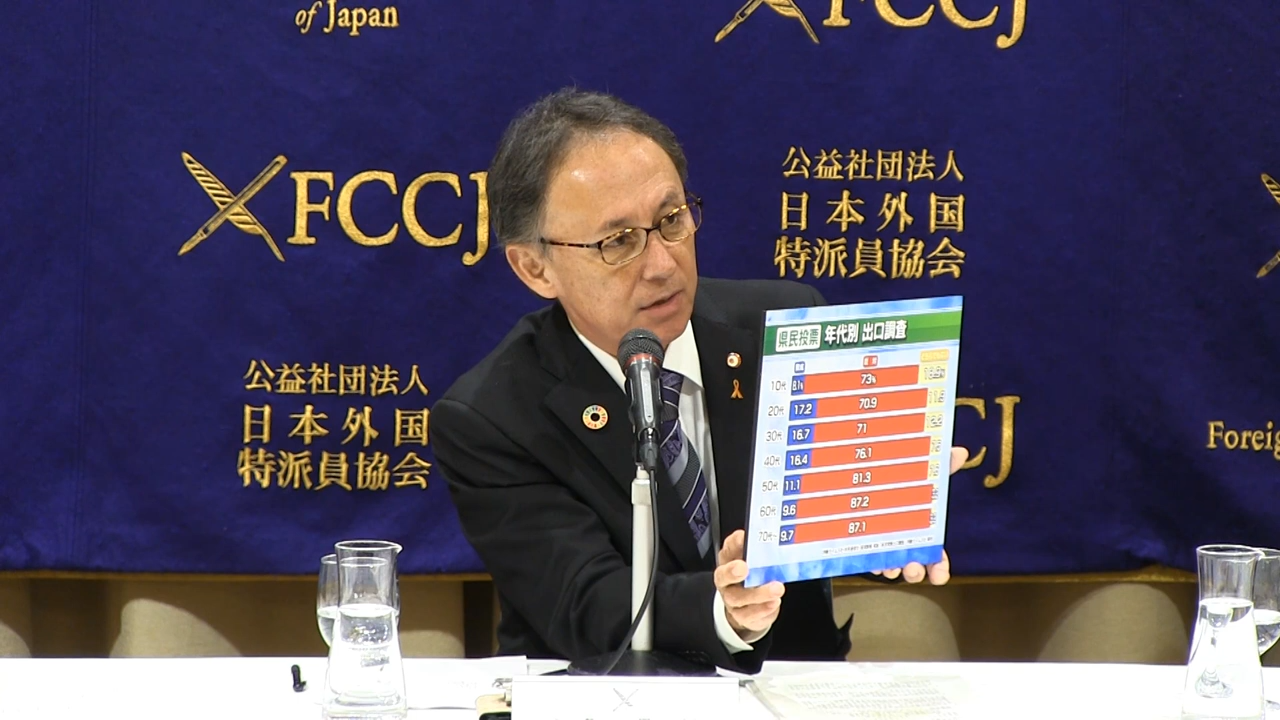 of Japan
FCCJ
FCCJ
公益社団法人
日本外国
特派員協会
公益社団法人
日本外国
特派員協会
CJ
Foreig
県民投票 年代別 出口調査
10代 8.1% 73%
20代 17.2 70.9
30代 16.7 71
40代 16.4 76.1
50代 11.1 81.3
60代 9.6 87.2
70代~ 9.7 87.1